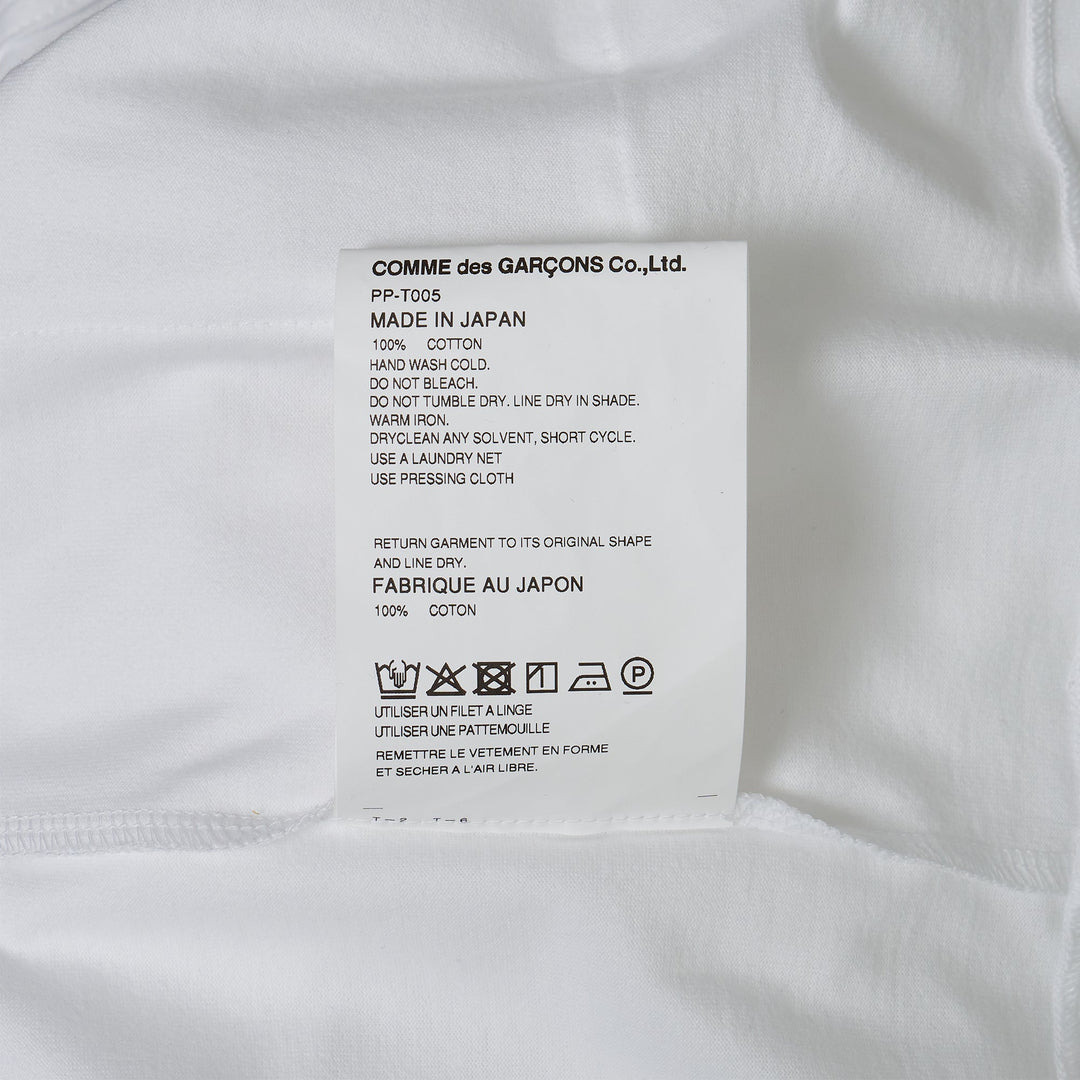 COMME des GARÇONS Co.,Ltd.
PP-T005
MADE IN JAPAN
100% COTTON
HAND WASH COLD.
DO NOT BLEACH.
DO NOT TUMBLE DRY. LINE DRY IN SHADE.
WARM IRON.
DRYCLEAN ANY SOLVENT, SHORT CYCLE.
USE A LAUNDRY NET
USE PRESSING CLOTH
RETURN GARMENT TO ITS ORIGINAL SHAPE
AND LINE DRY.
FABRIQUE AU JAPON
100% COTON
P
UTILISER UN FILET A LINGE
UTILISER UNE PATTEMOUILLE
REMETTRE LE VETEMENT EN FORME
ET SECHER A L'AIR LIBRE.